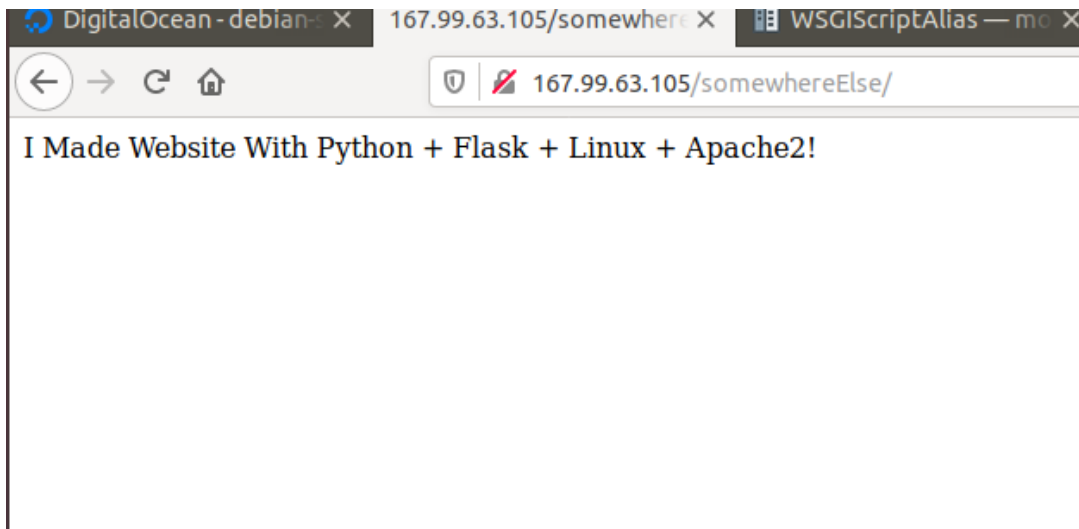 DigitalOcean - debian-s
167.99.63.105/somewhere
WSGIScriptAlias — mo
167.99.63.105/somewhereElse/
I Made Website With Python + Flask + Linux + Apache2!